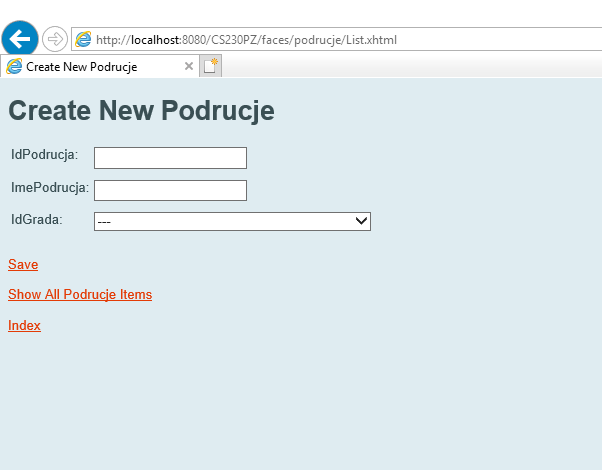 http://localhost:8080/CS230PZ/faces/podrucje/List.xhtml
Create New Podrucje
Create New Podrucje
IdPodrucja:
ImePodrucja:
IdGrada: ---
Save
Show All Podrucje Items
Index